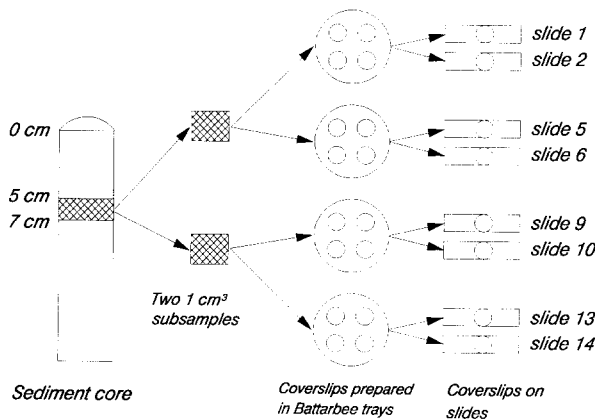 slide 1
slide 2
0 cm
slide 5
slide 6
5 cm
7 cm
slide 9
slide 10
Two 1 cm³
subsamples
slide 13
slide 14
Sediment core
Coverslips prepared
in Battarbee trays
Coverslips on
slides